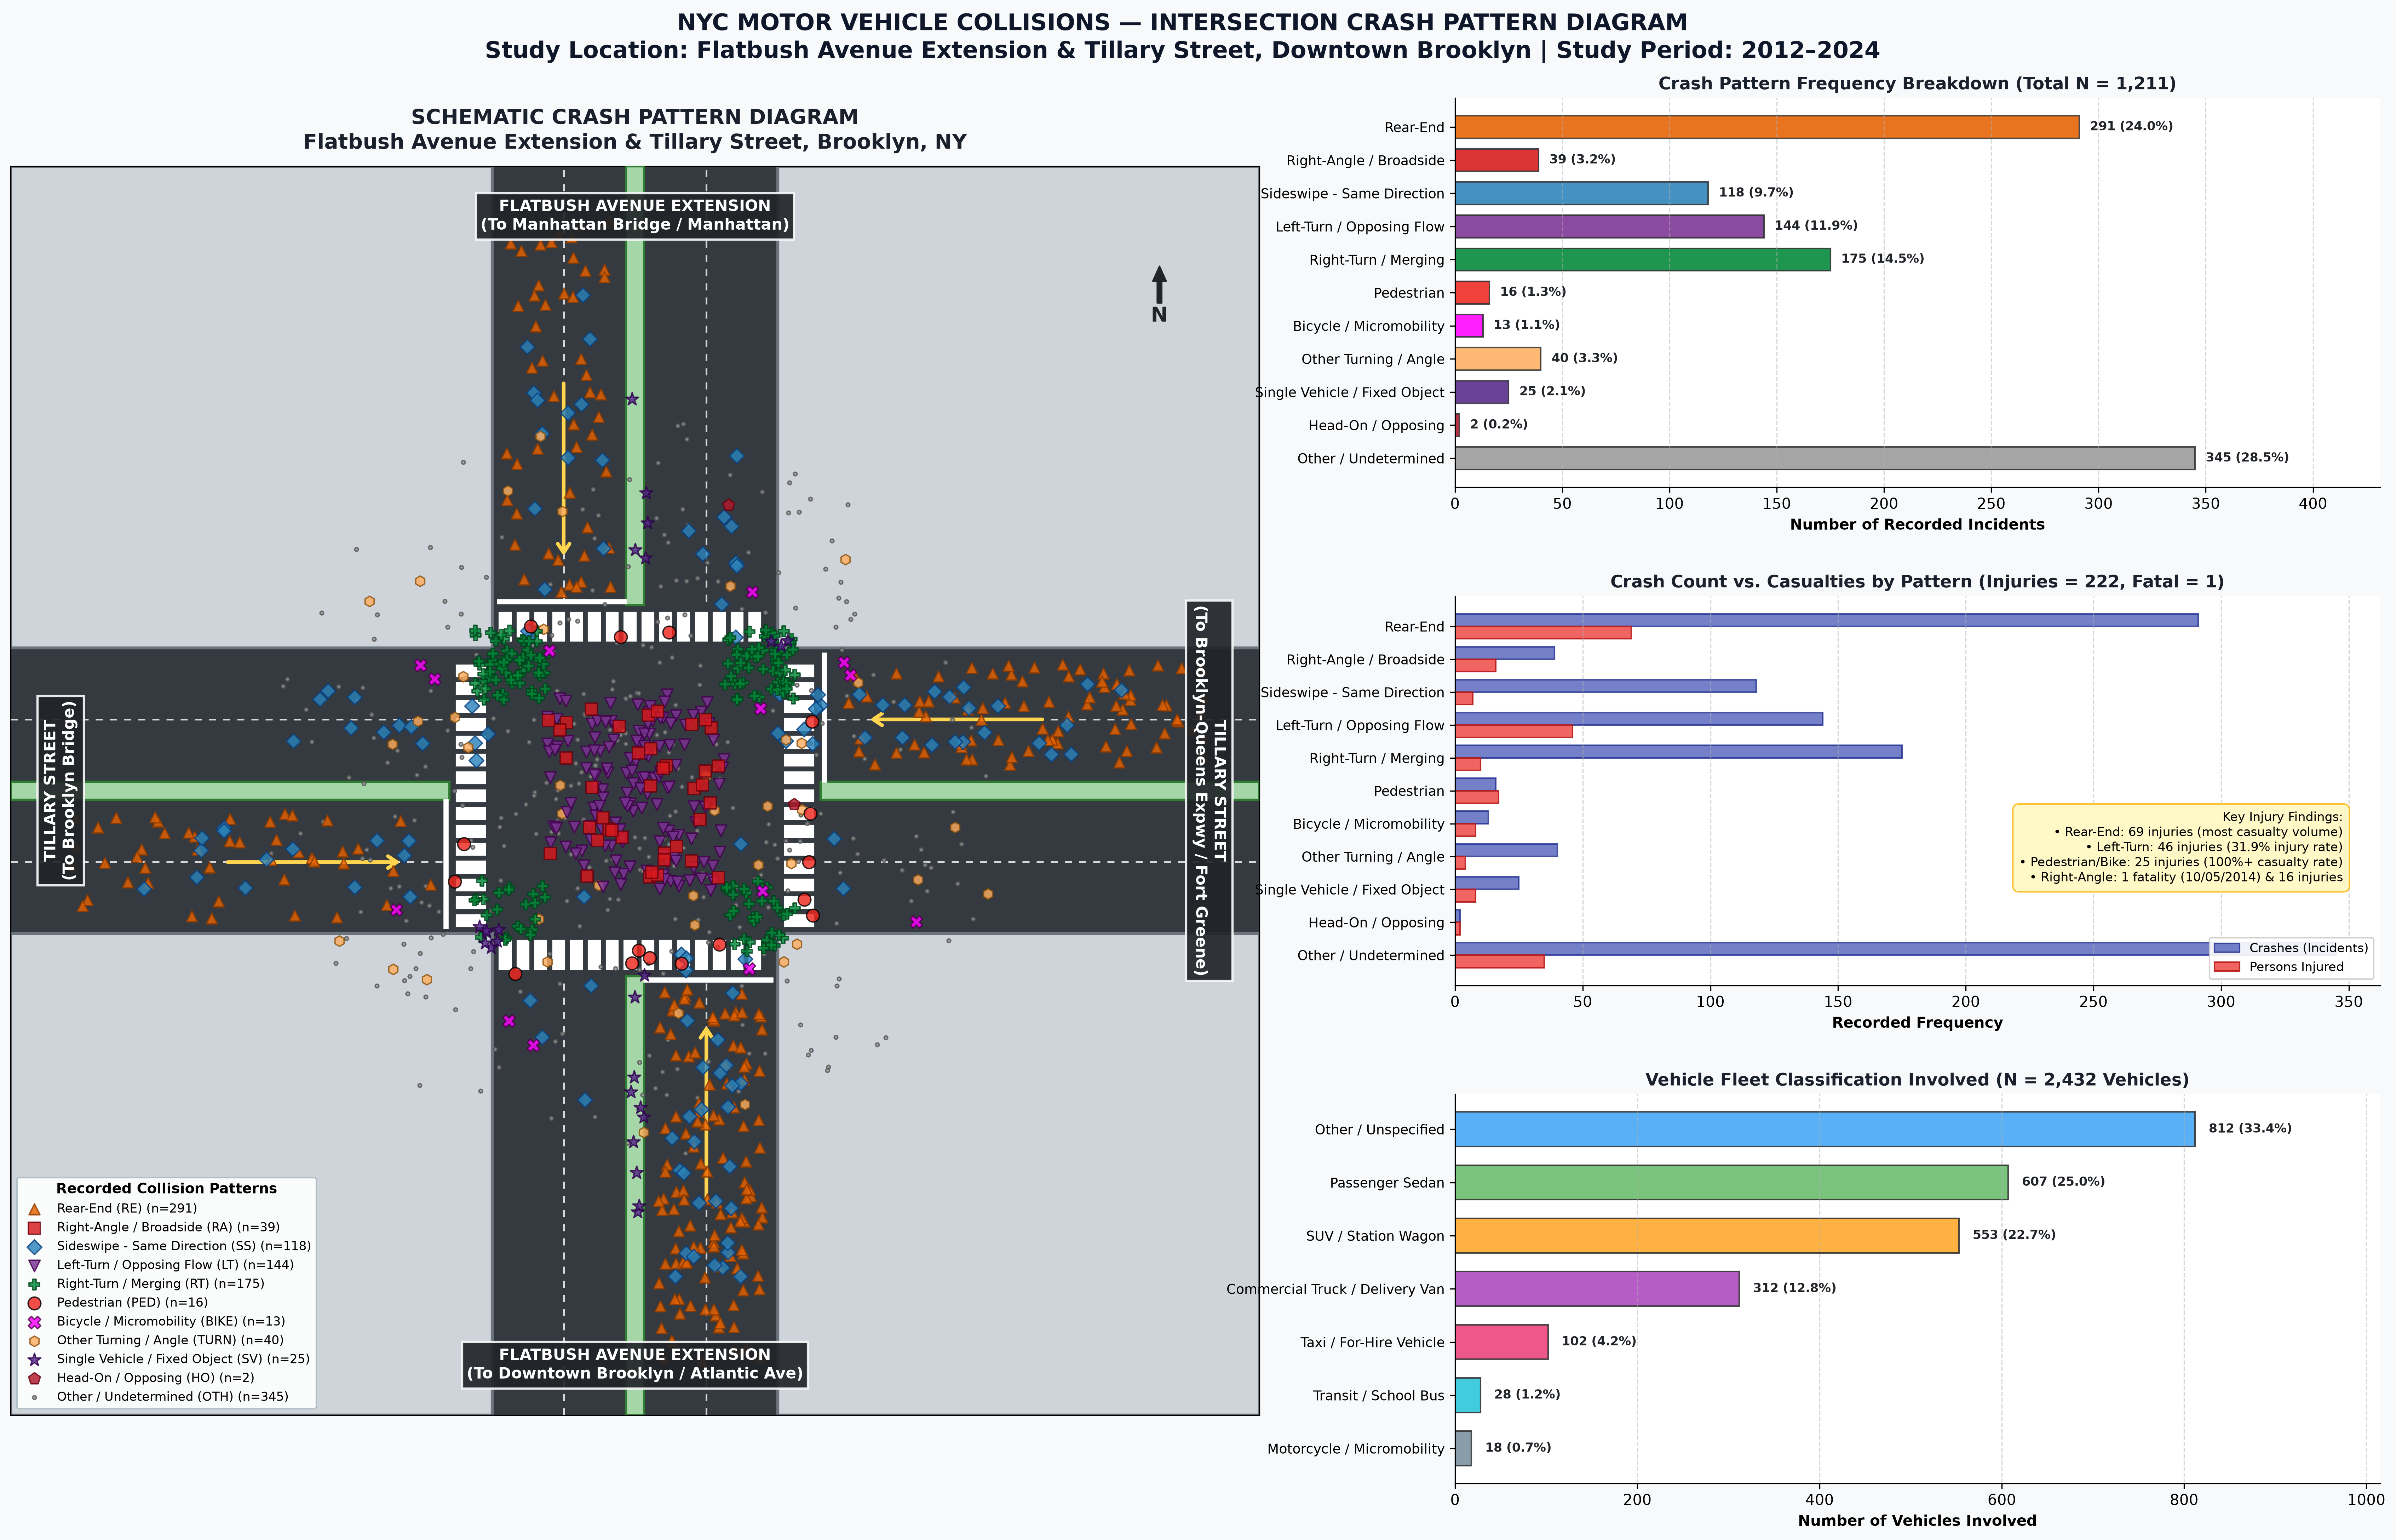 NYC MOTOR VEHICLE COLLISIONS — INTERSECTION CRASH PATTERN DIAGRAM
Study Location: Flatbush Avenue Extension & Tillary Street, Downtown Brooklyn | Study Period: 2012–2024
SCHEMATIC CRASH PATTERN DIAGRAM
Flatbush Avenue Extension & Tillary Street, Brooklyn, NY
FLATBUSH AVENUE EXTENSION
(To Manhattan Bridge / Manhattan)
N
TILLARY STREET
(To Brooklyn Bridge)
TILLARY STREET
(To Brooklyn-Queens Expwy / Fort Greene)
FLATBUSH AVENUE EXTENSION
(To Downtown Brooklyn / Atlantic Ave)
Recorded Collision Patterns
Rear-End (RE) (n=291)
Right-Angle / Broadside (RA) (n=39)
Sideswipe - Same Direction (SS) (n=118)
Left-Turn / Opposing Flow (LT) (n=144)
Right-Turn / Merging (RT) (n=175)
Pedestrian (PED) (n=16)
Bicycle / Micromobility (BIKE) (n=13)
Other Turning / Angle (TURN) (n=40)
Single Vehicle / Fixed Object (SV) (n=25)
Head-On / Opposing (HO) (n=2)
Other / Undetermined (OTH) (n=345)
Crash Pattern Frequency Breakdown (Total N = 1,211)
Rear-End 291 (24.0%)
Right-Angle / Broadside 39 (3.2%)
Sideswipe - Same Direction 118 (9.7%)
Left-Turn / Opposing Flow 144 (11.9%)
Right-Turn / Merging 175 (14.5%)
Pedestrian 16 (1.3%)
Bicycle / Micromobility 13 (1.1%)
Other Turning / Angle 40 (3.3%)
Single Vehicle / Fixed Object 25 (2.1%)
Head-On / Opposing 2 (0.2%)
Other / Undetermined 345 (28.5%)
0 50 100 150 200 250 300 350 400
Number of Recorded Incidents
Crash Count vs. Casualties by Pattern (Injuries = 222, Fatal = 1)
Rear-End
Right-Angle / Broadside
Sideswipe - Same Direction
Left-Turn / Opposing Flow
Right-Turn / Merging
Pedestrian
Bicycle / Micromobility
Other Turning / Angle
Single Vehicle / Fixed Object
Head-On / Opposing
Other / Undetermined
Key Injury Findings:
• Rear-End: 69 injuries (most casualty volume)
• Left-Turn: 46 injuries (31.9% injury rate)
• Pedestrian/Bike: 25 injuries (100%+ casualty rate)
• Right-Angle: 1 fatality (10/05/2014) & 16 injuries
Crashes (Incidents)
Persons Injured
0 50 100 150 200 250 300 350
Recorded Frequency
Vehicle Fleet Classification Involved (N = 2,432 Vehicles)
Other / Unspecified 812 (33.4%)
Passenger Sedan 607 (25.0%)
SUV / Station Wagon 553 (22.7%)
Commercial Truck / Delivery Van 312 (12.8%)
Taxi / For-Hire Vehicle 102 (4.2%)
Transit / School Bus 28 (1.2%)
Motorcycle / Micromobility 18 (0.7%)
0 200 400 600 800 1000
Number of Vehicles Involved